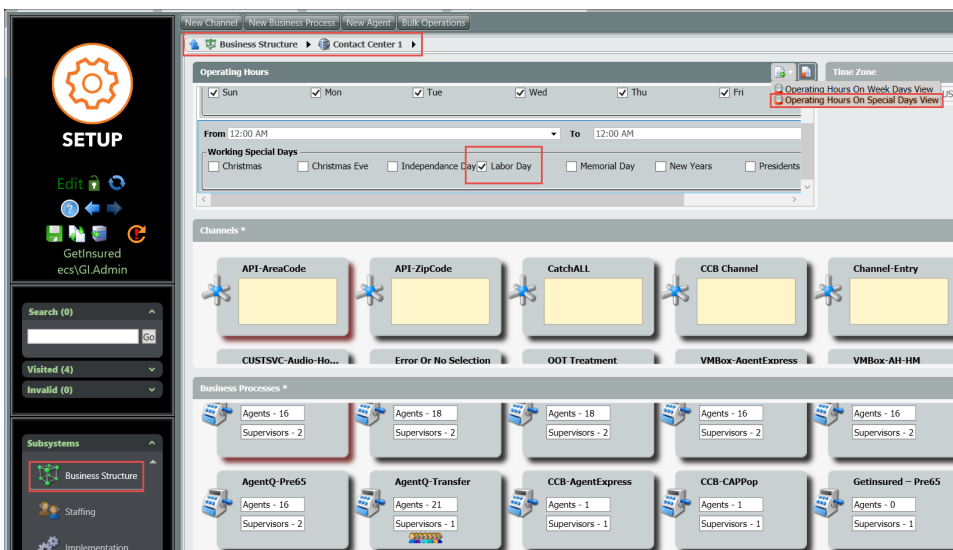 New Channel New Business Process New Agent Bulk Operations
Business Structure Contact Center 1
SETUP
Edit
GetInsured
ecs\GI.Admin
Search (0)
Go
Visited (4)
Invalid (0)
Subsystems
Business Structure
Staffing
Implementation
Operating Hours
Time Zone
Sun Mon Tue Wed Thu Fri
Operating Hours On Week Days View
Operating Hours On Special Days View
US
From 12:00 AM To 12:00 AM
Working Special Days
Christmas Christmas Eve Independance Day Labor Day Memorial Day New Years Presidents
Channels *
API-AreaCode API-ZipCode CatchALL CCB Channel Channel-Entry
CUSTSVC-Audio-Ho... Error Or No Selection OOT Treatment VMBox-AgentExpress VMBox-AH-HM
Business Processes *
Agents - 16 Agents - 18 Agents - 18 Agents - 16 Agents - 16
Supervisors - 2 Supervisors - 2 Supervisors - 2 Supervisors - 2 Supervisors - 2
AgentQ-Pre65 AgentQ-Transfer CCB-AgentExpress CCB-CAPPop Getinsured – Pre65
Agents - 16 Agents - 21 Agents - 1 Agents - 1 Agents - 0
Supervisors - 2 Supervisors - 1 Supervisors - 1 Supervisors - 1 Supervisors - 1